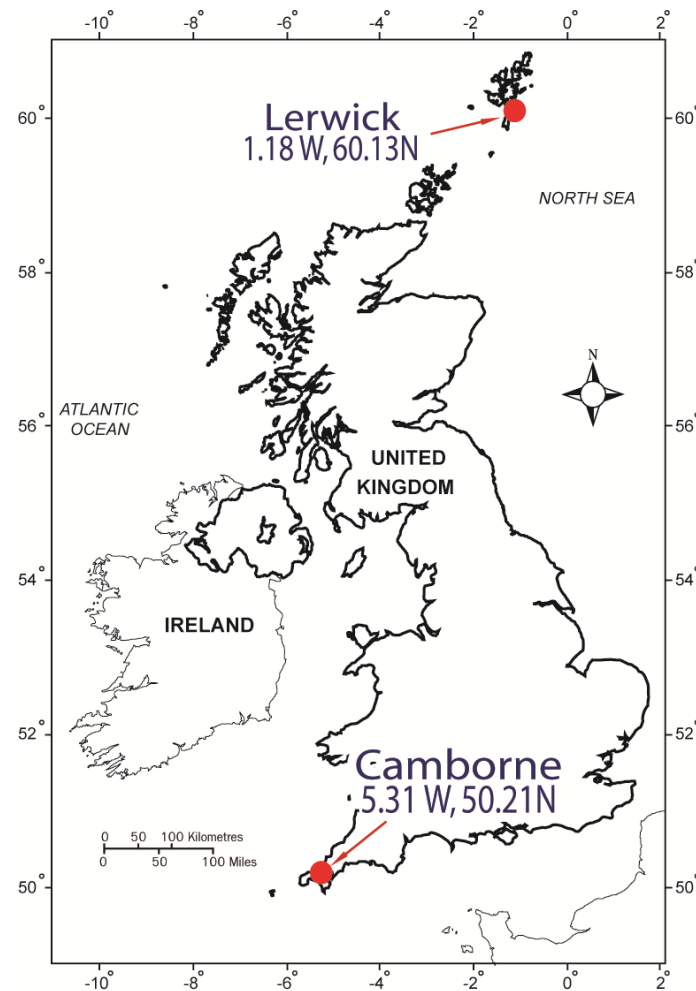 -10° -8° -6° -4° -2° 0° 2°
60°
60°
Lerwick
1.18 W, 60.13N
NORTH SEA
58°
58°
N
ATLANTIC
OCEAN
56°
56°
UNITED
KINGDOM
54°
54°
IRELAND
52°
52°
Camborne
5.31 W, 50.21N
0 50 100 Kilometres
0 50 100 Miles
50°
50°
-10° -8° -6° -4° -2° 0° 2°